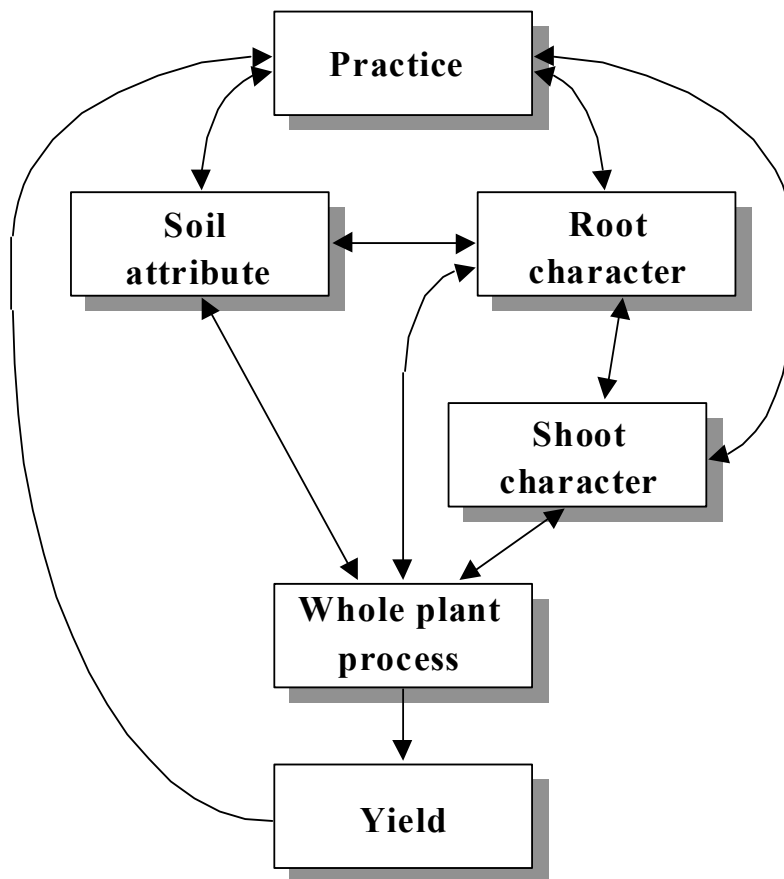 Practice
Soil
attribute
Root
character
Shoot
character
Whole plant
process
Yield